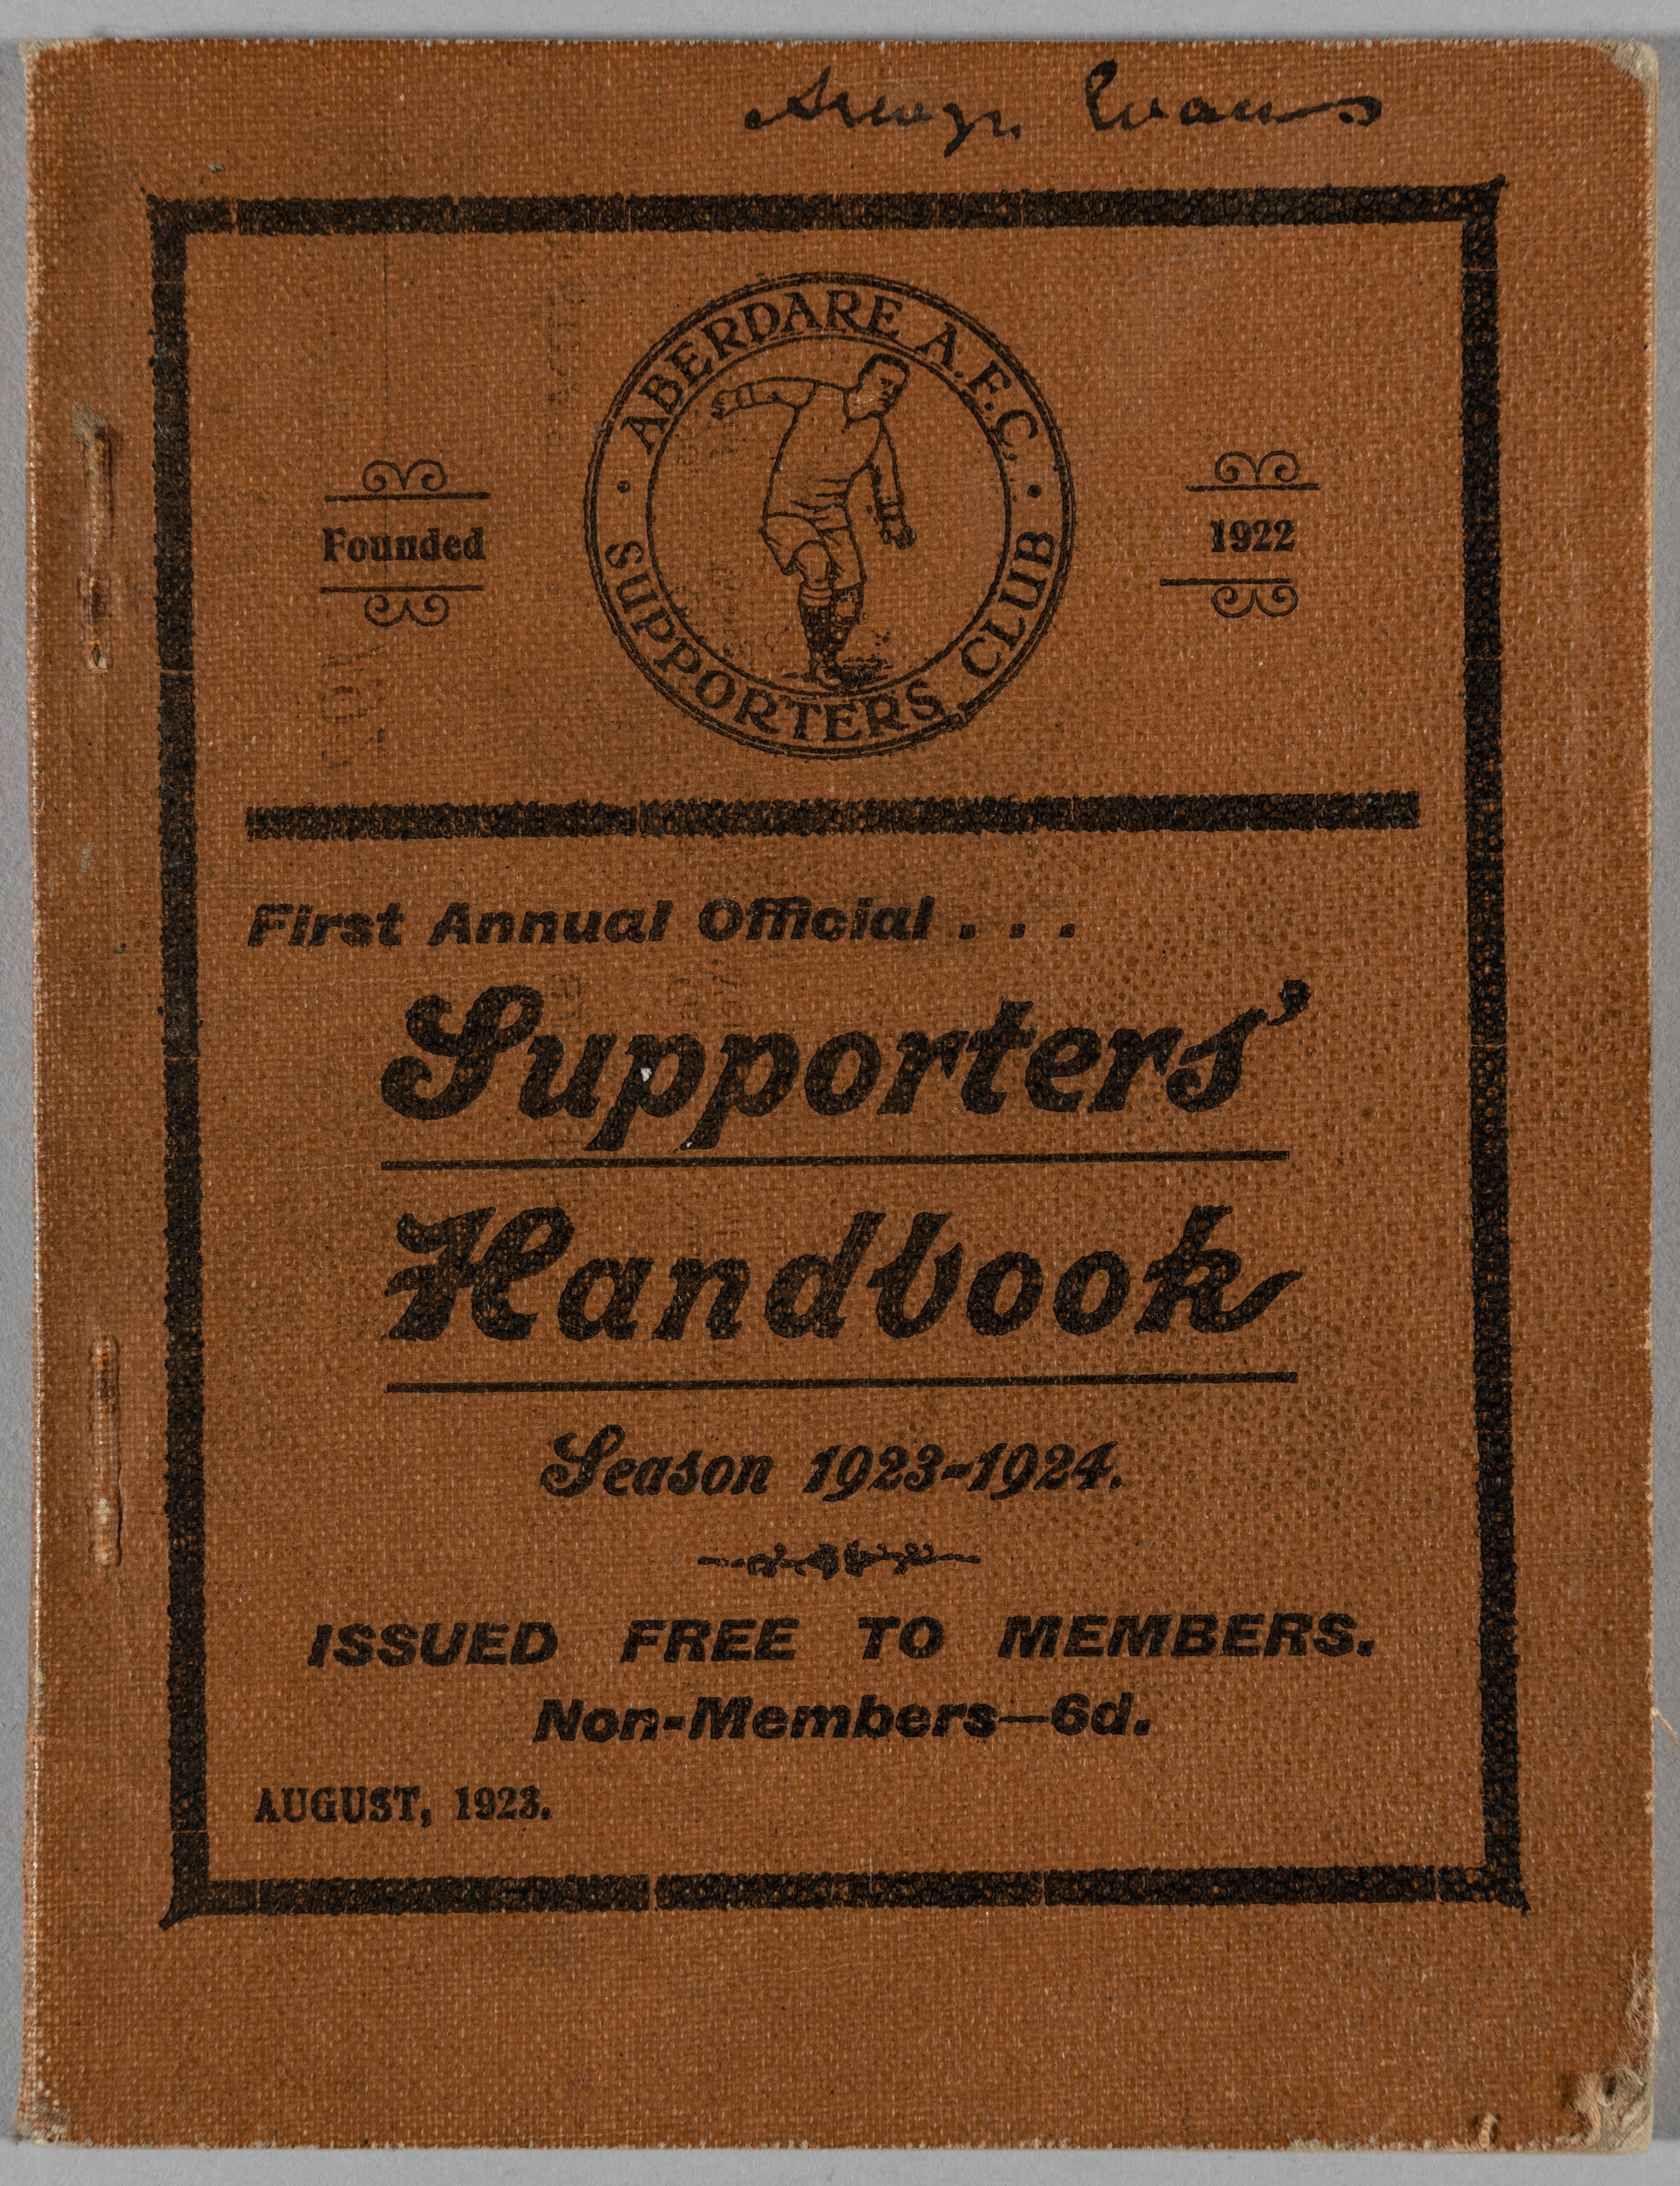 Evans
ABERDARE A.F.C.
SUPPORTERS CLUB
Founded
1922
First Annual Official . . .
Supporters'
Handbook
Season 1923-1924.
ISSUED FREE TO MEMBERS.
Non-Members—6d.
AUGUST, 1923.